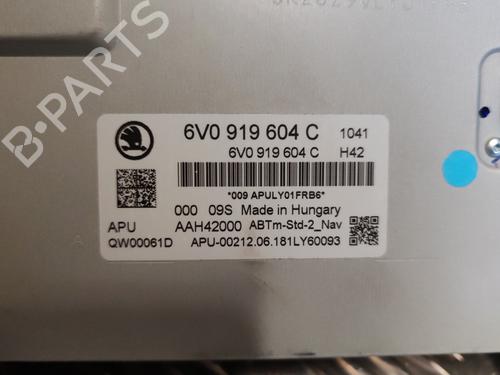 6V0 919 604 C 1041
6V0 919 604 C H42
*009 APULY01FRB6*
000 09S Made in Hungary
APU AAH42000 ABTm-Std-2_Nav
QW00061D APU-00212.06.181LY60093
B-PARTS